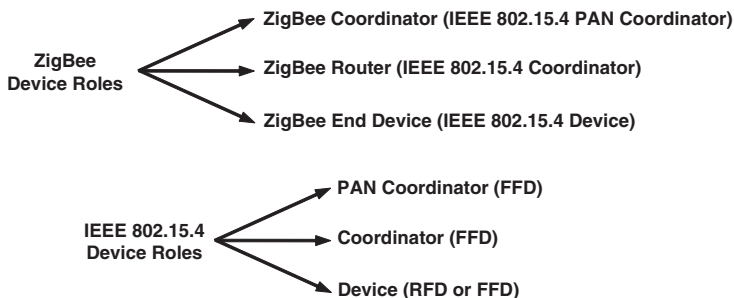 ZigBee
Device Roles
ZigBee Coordinator (IEEE 802.15.4 PAN Coordinator)
ZigBee Router (IEEE 802.15.4 Coordinator)
ZigBee End Device (IEEE 802.15.4 Device)
IEEE 802.15.4
Device Roles
PAN Coordinator (FFD)
Coordinator (FFD)
Device (RFD or FFD)